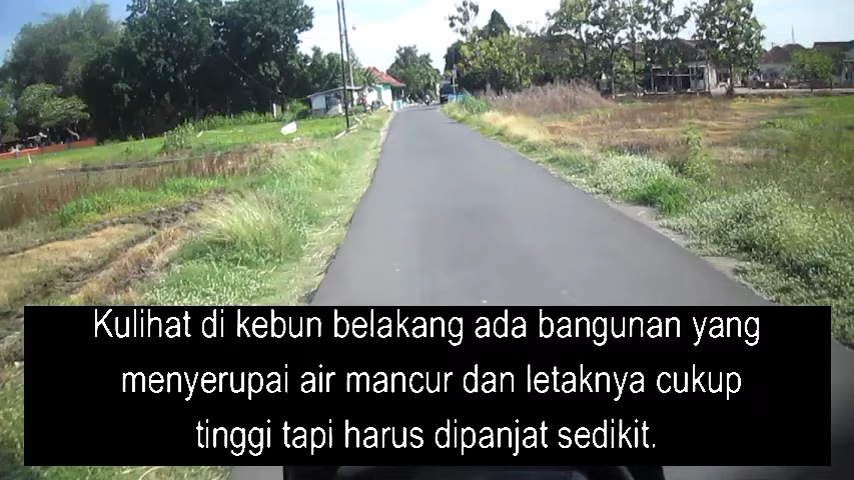 Kulihat di kebun belakang ada bangunan yang
menyerupai air mancur dan letaknya cukup
tinggi tapi harus dipanjat sedikit.